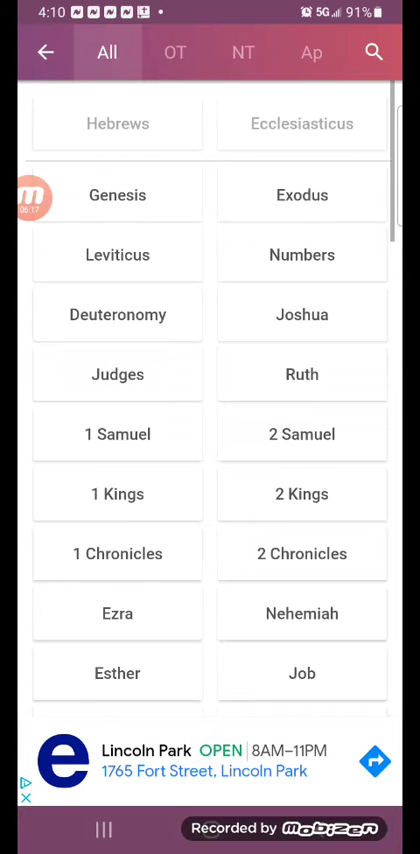 4:10 5G 91%
All OT NT Ap
Hebrews Ecclesiasticus
Genesis Exodus
06:17
Leviticus Numbers
Deuteronomy Joshua
Judges Ruth
1 Samuel 2 Samuel
1 Kings 2 Kings
1 Chronicles 2 Chronicles
Ezra Nehemiah
Esther Job
Lincoln Park OPEN 8AM–11PM
1765 Fort Street, Lincoln Park
Recorded by mobizen